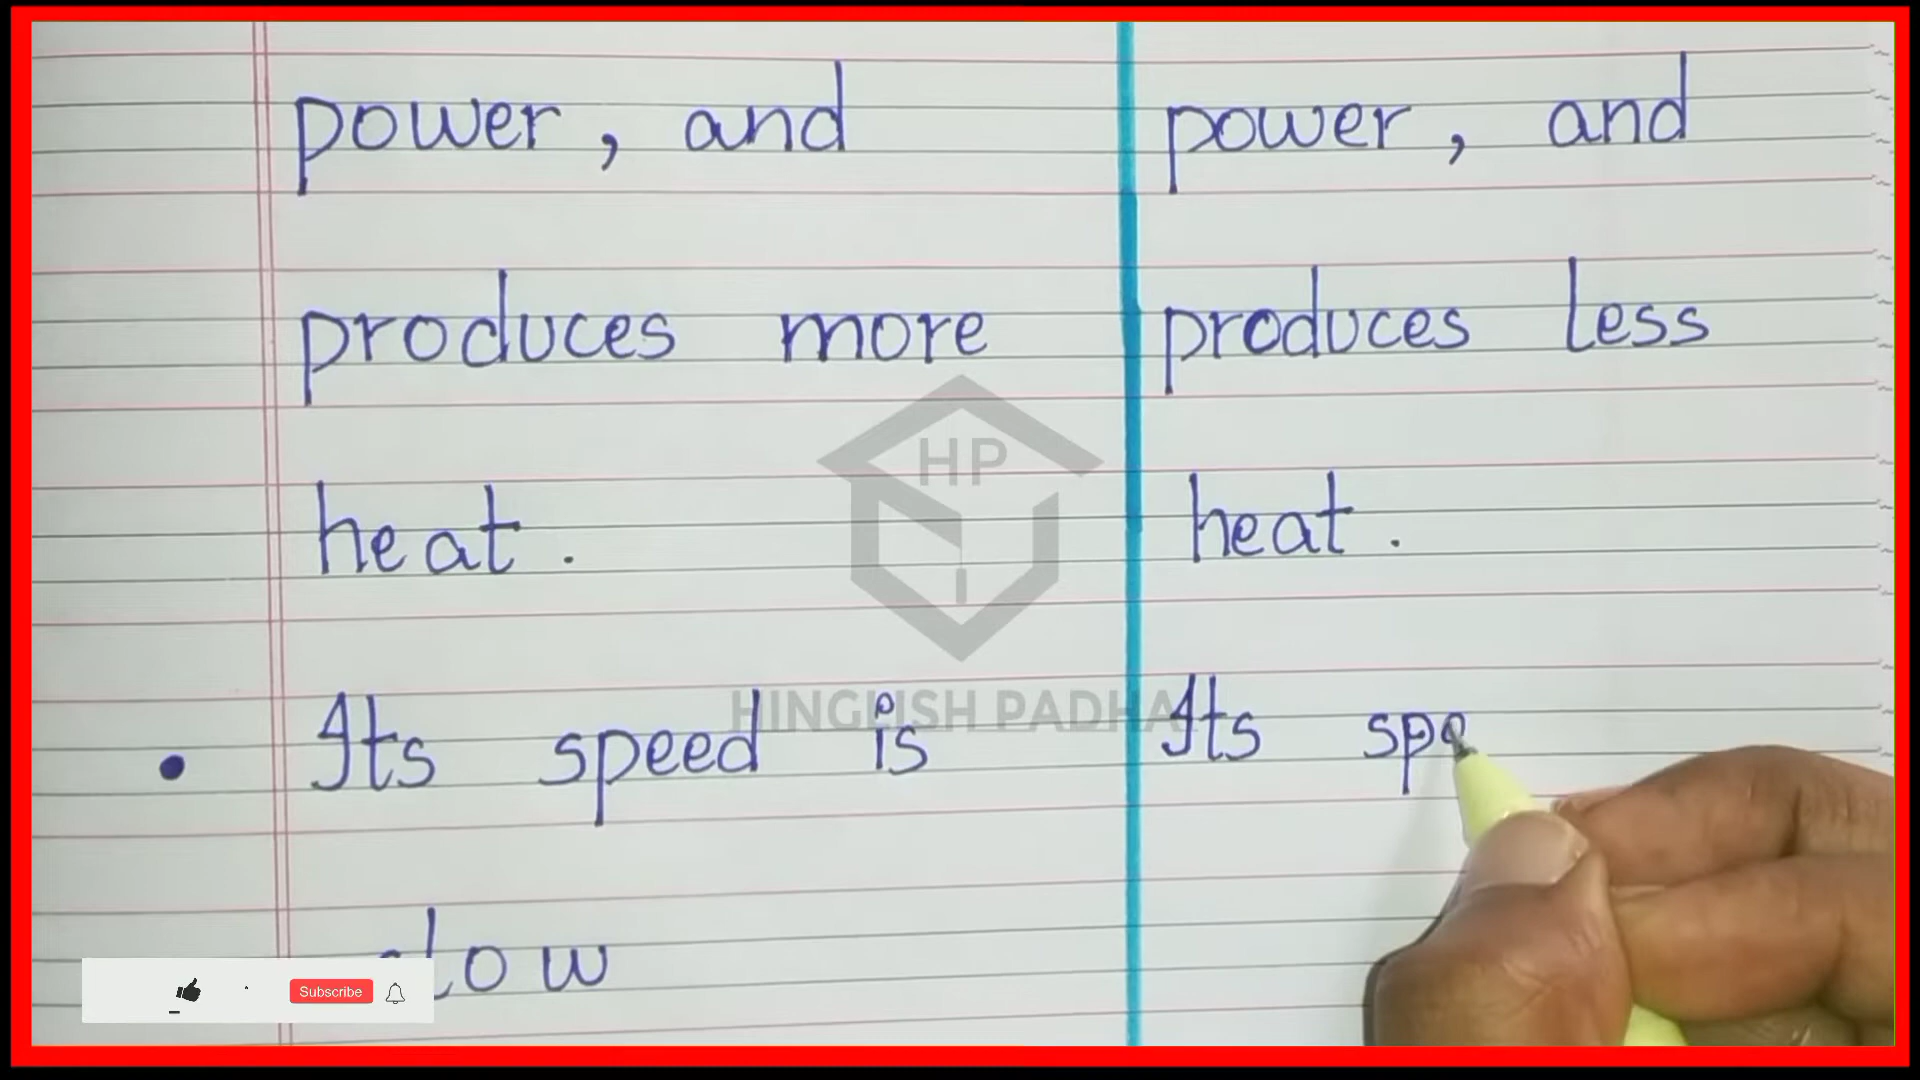 power, and
produces more
heat.
• Its speed is
slow
power, and
produces less
heat.
Its spe
HP
HINGLISH PADHAI
Subscribe